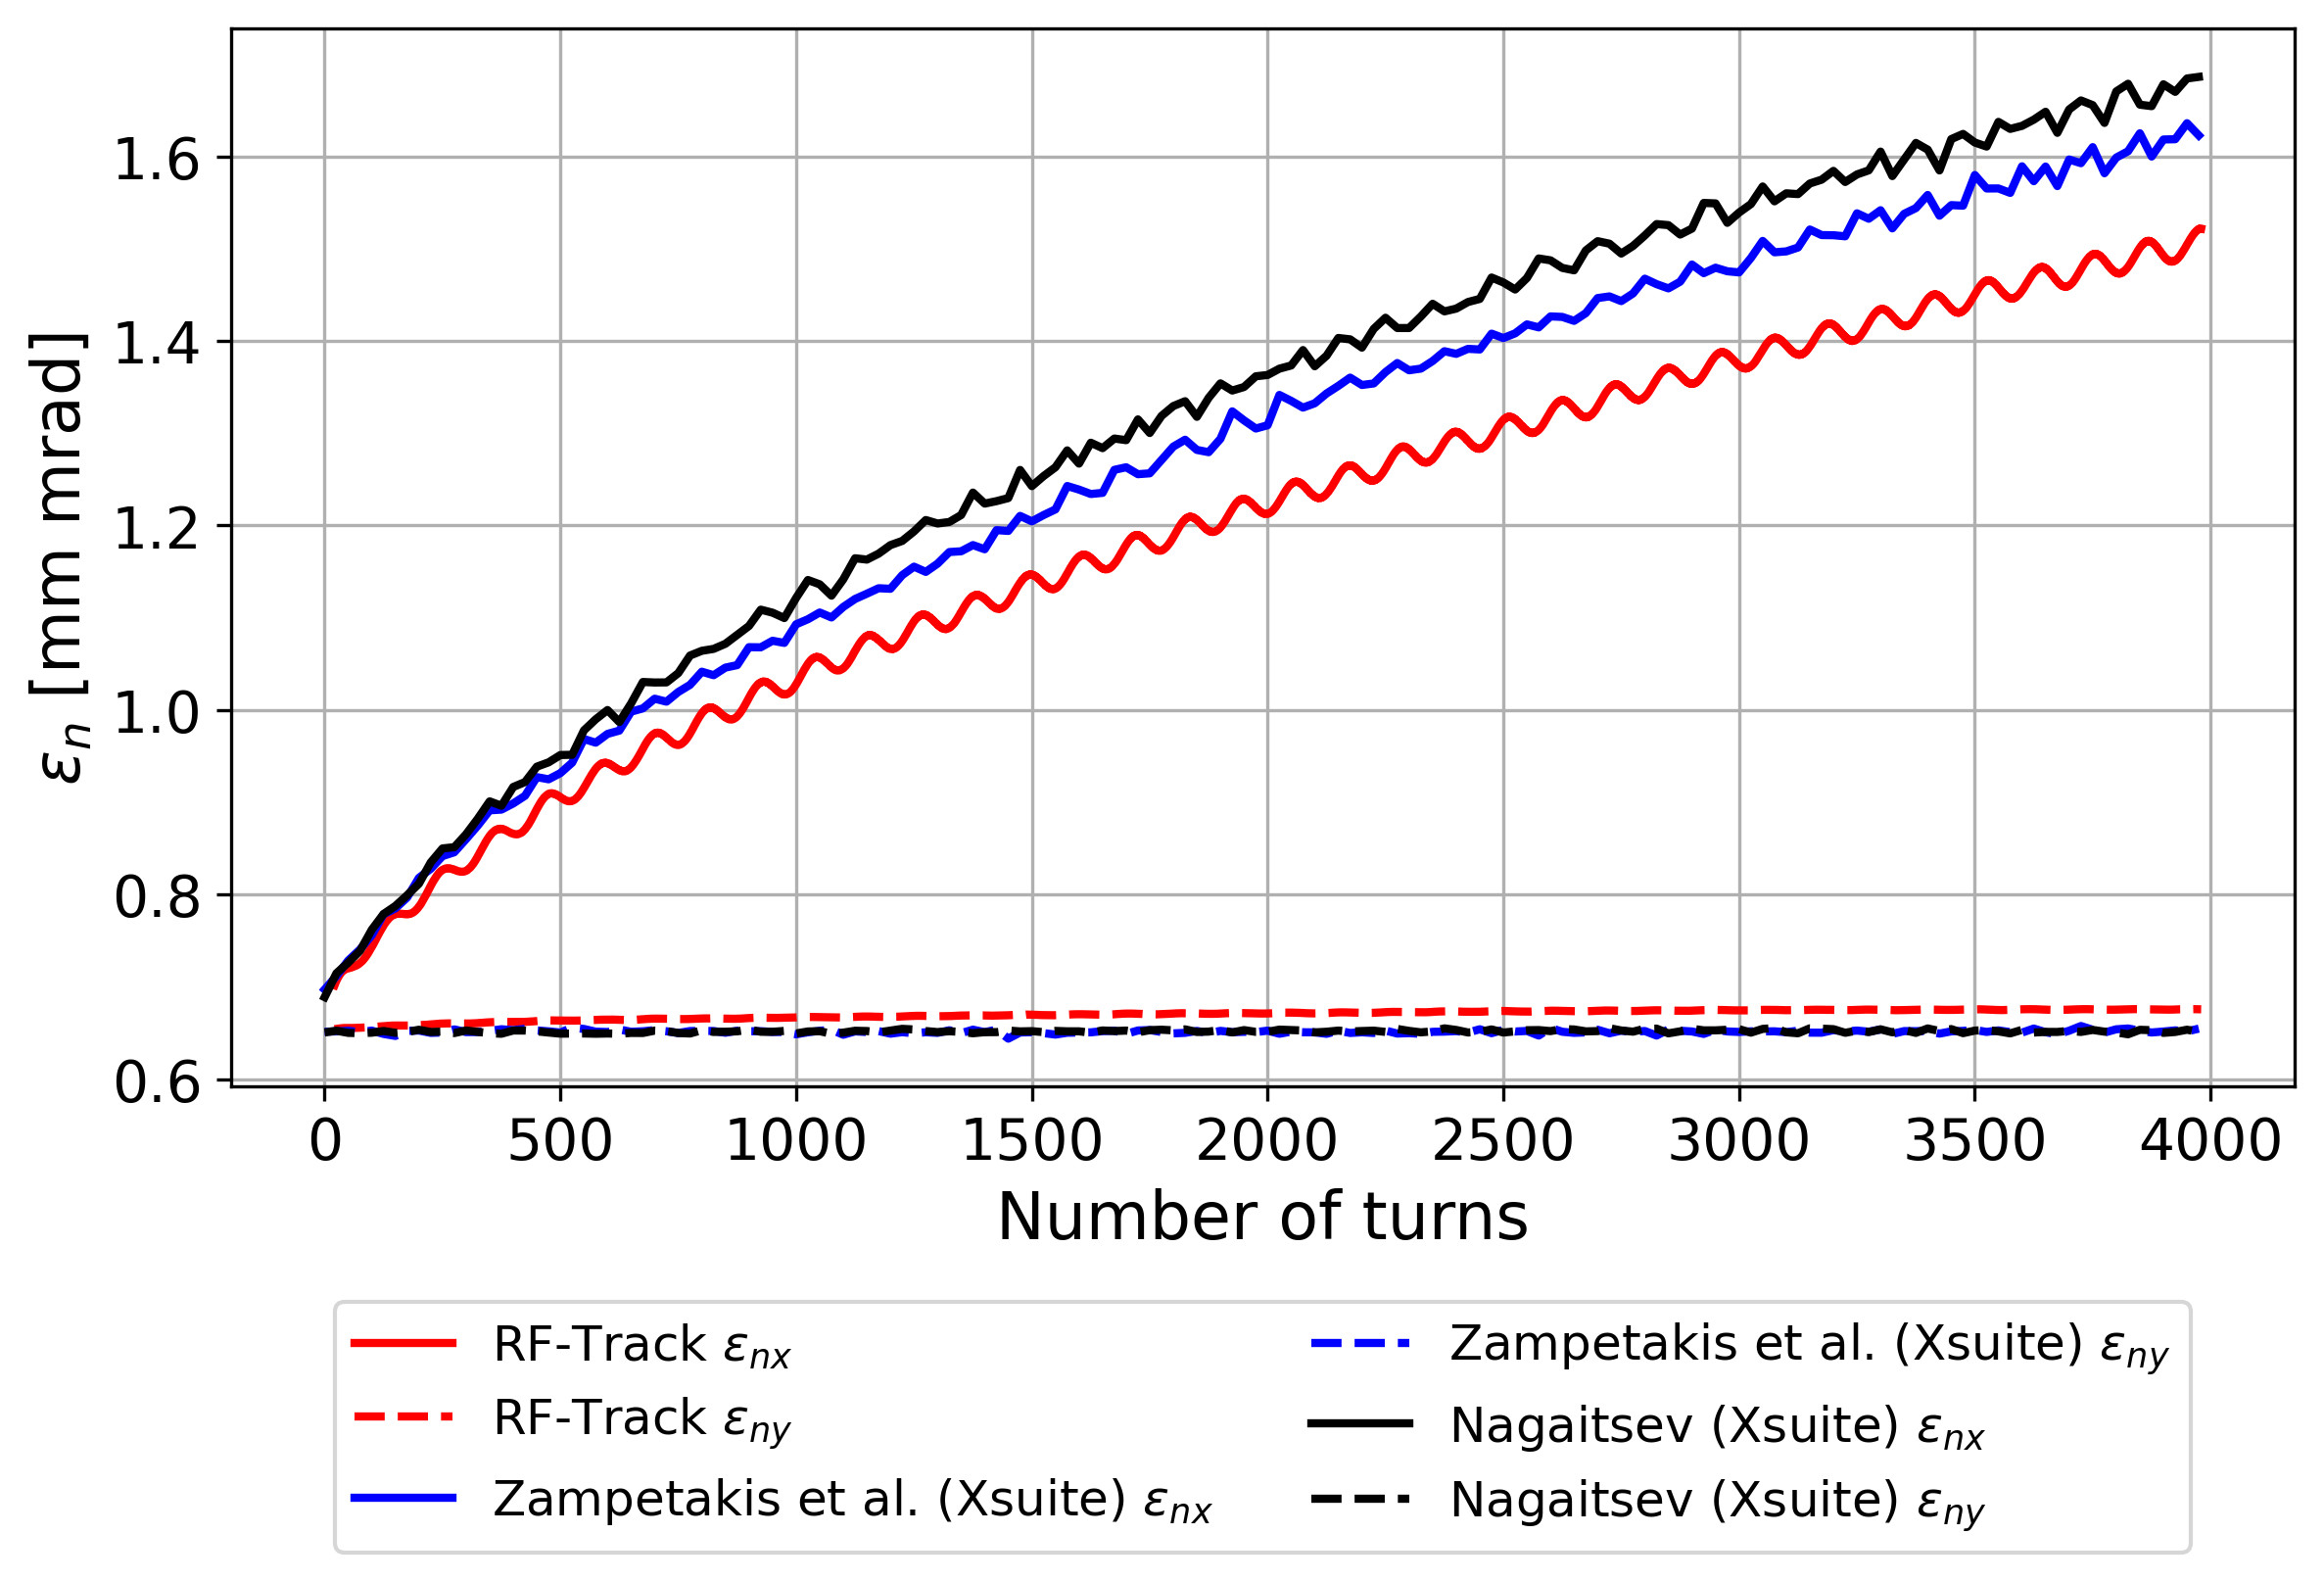 εn [mm mrad]
1.6
1.4
1.2
1.0
0.8
0.6
0 500 1000 1500 2000 2500 3000 3500 4000
Number of turns
RF-Track εnx
RF-Track εny
Zampetakis et al. (Xsuite) εnx
Zampetakis et al. (Xsuite) εny
Nagaitsev (Xsuite) εnx
Nagaitsev (Xsuite) εny